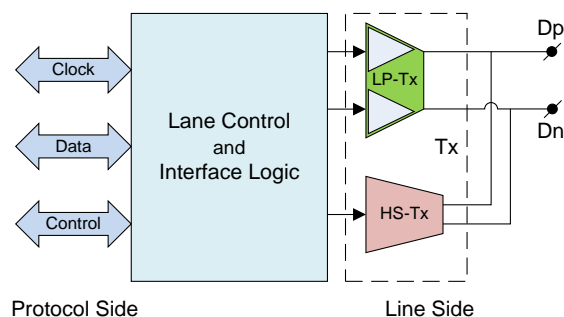 Clock
Data
Control
Lane Control
and
Interface Logic
LP-Tx
HS-Tx
Tx
Dp
Dn
Protocol Side
Line Side